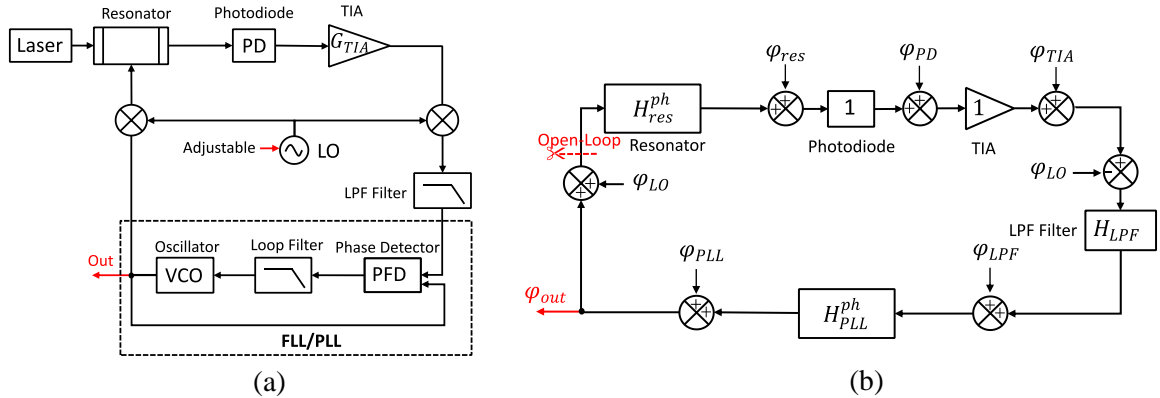 Resonator
Photodiode
TIA
Laser
PD
G_TIA
Adjustable
LO
LPF Filter
Oscillator
Loop Filter
Phase Detector
Out
VCO
PFD
FLL/PLL
(a)
φ_res
φ_PD
φ_TIA
H_res^ph
1
1
Open-Loop
Resonator
Photodiode
TIA
φ_LO
φ_LO
LPF Filter
H_LPF
φ_PLL
φ_LPF
φ_out
H_PLL^ph
(b)